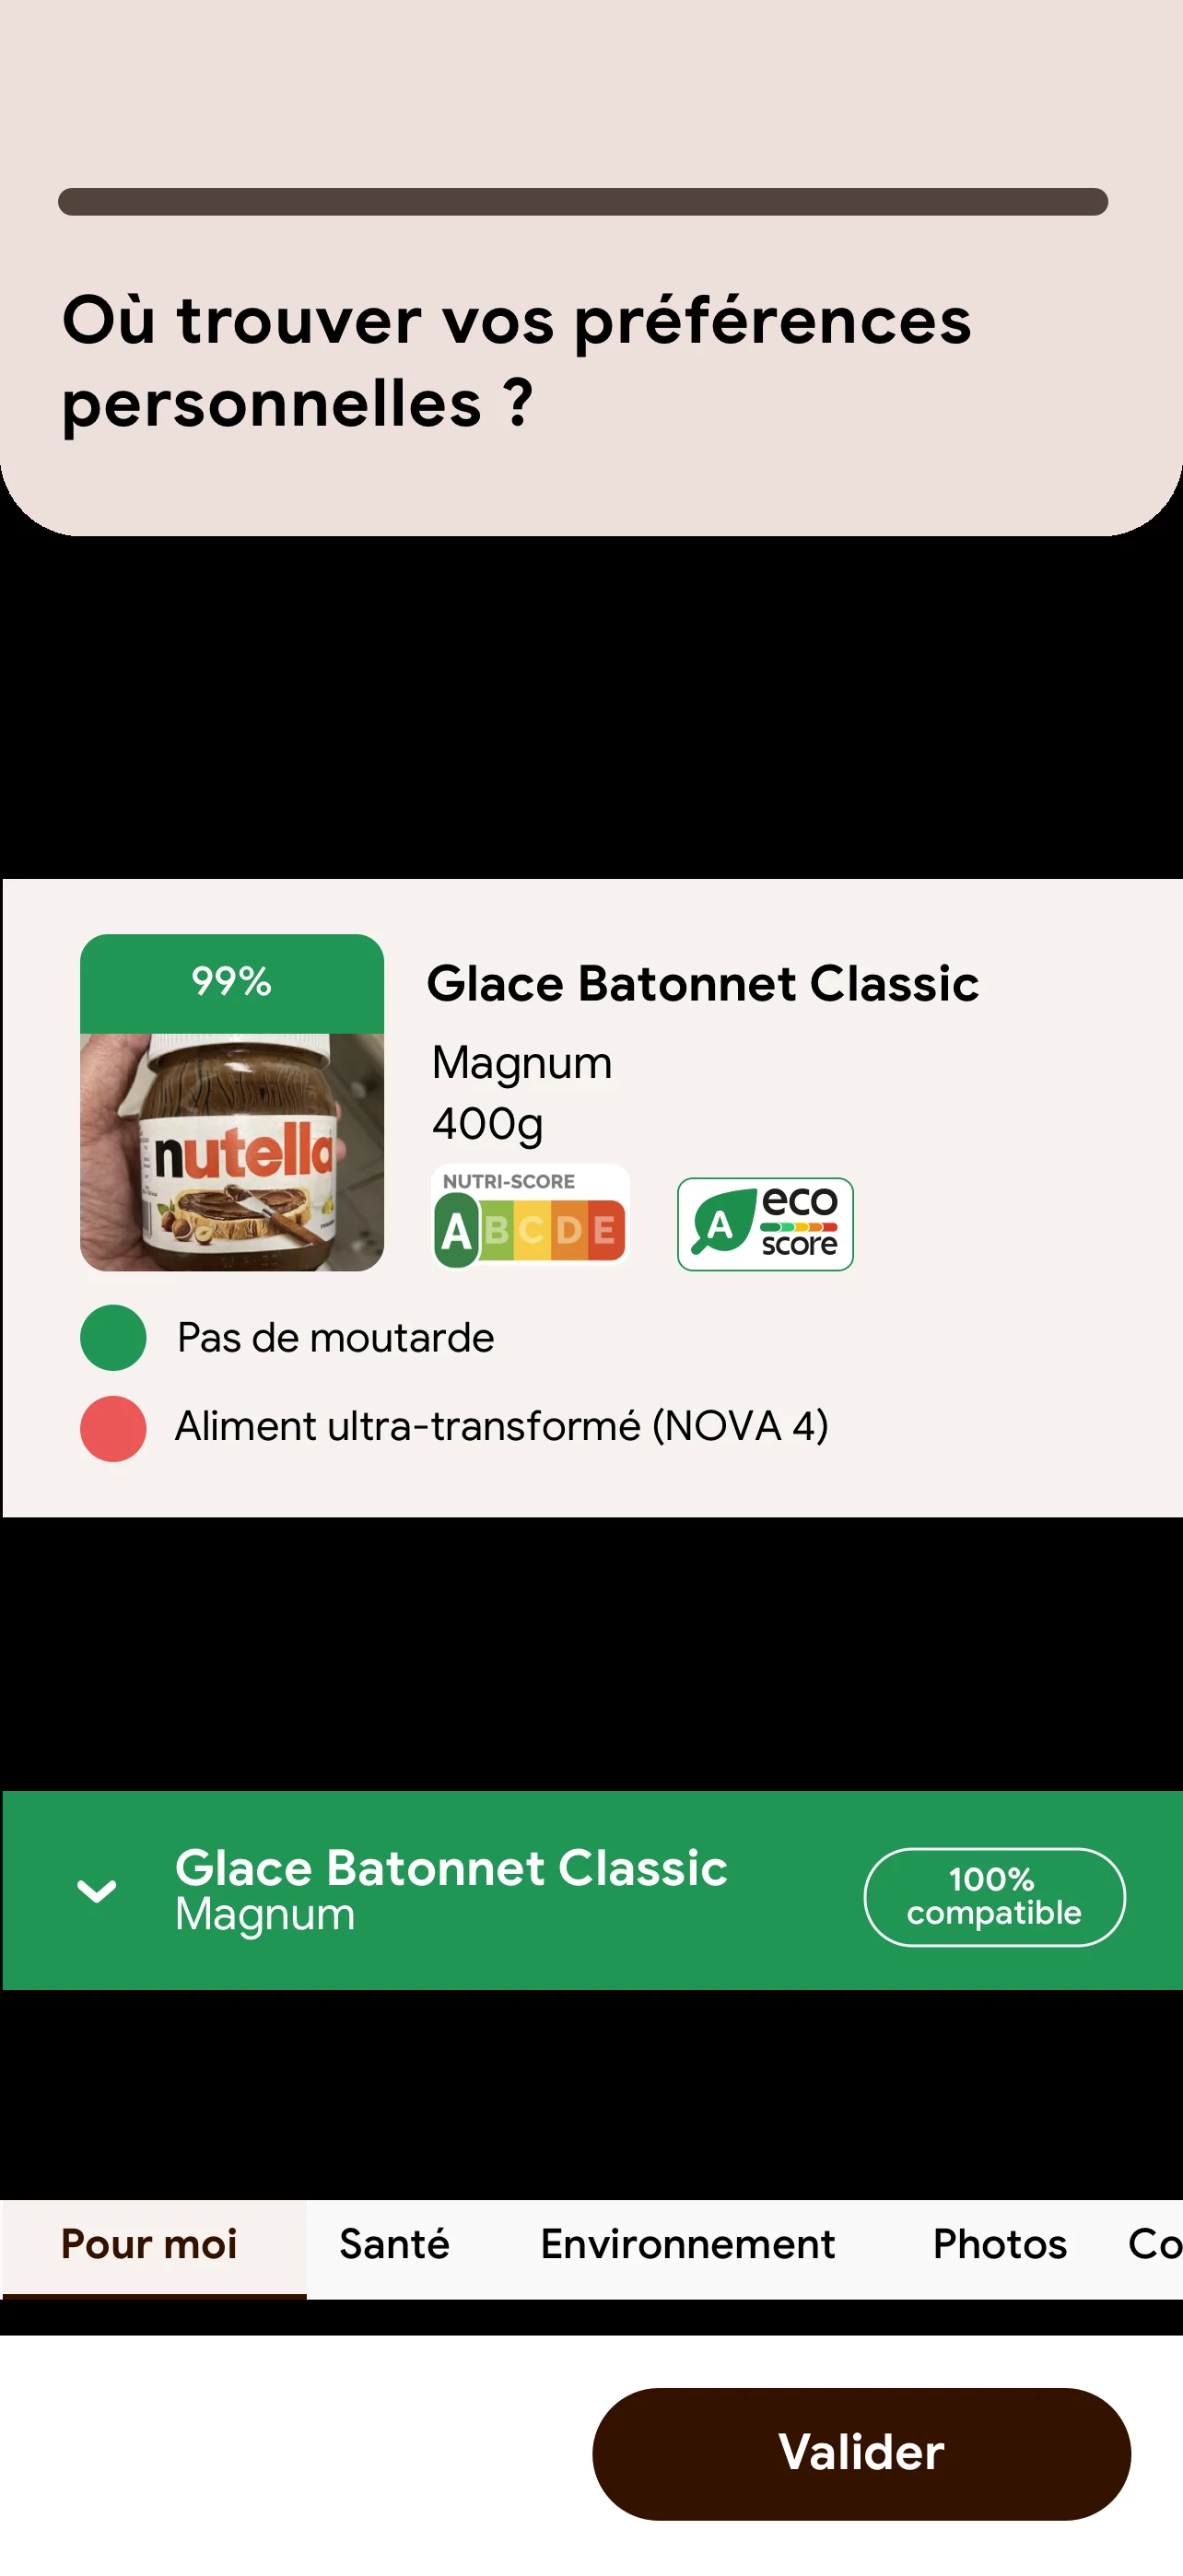 Où trouver vos préférences
personnelles ?
99%
nutella
Glace Batonnet Classic
Magnum
400g
NUTRI-SCORE
A B C D E
A
eco
score
Pas de moutarde
Aliment ultra-transformé (NOVA 4)
Glace Batonnet Classic
Magnum
100%
compatible
Pour moi Santé Environnement Photos Co
Valider